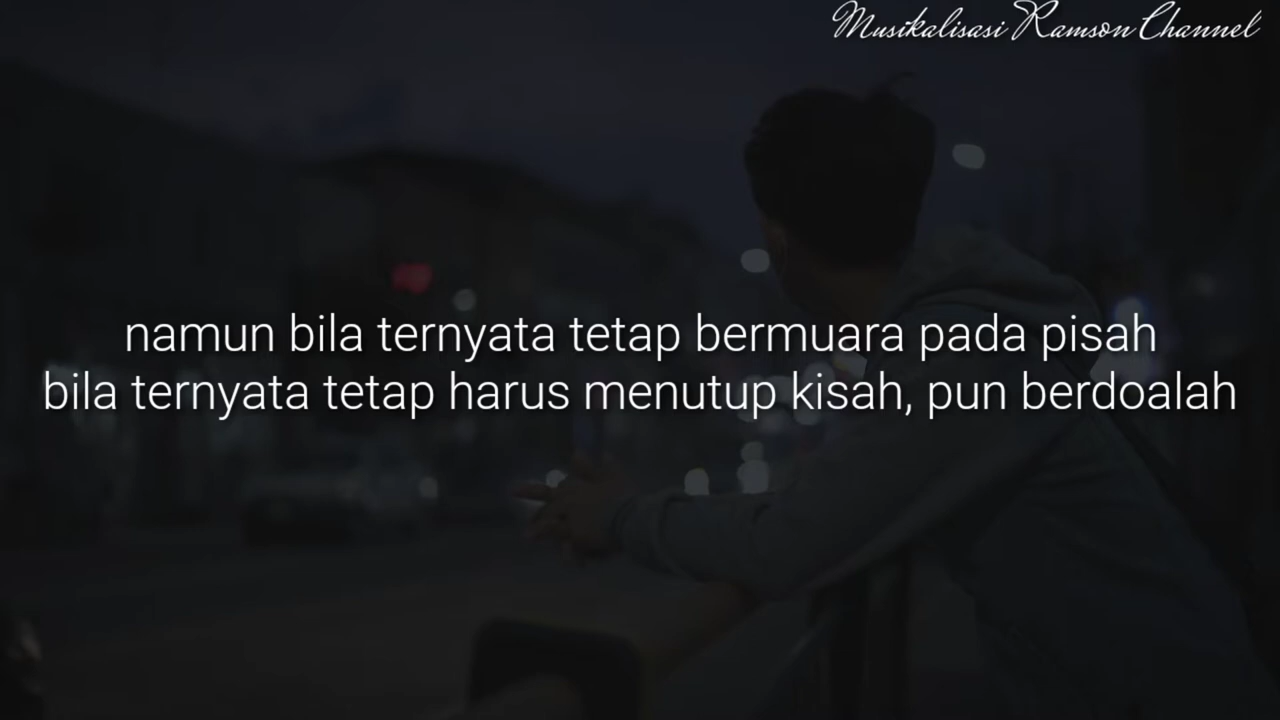 Musikalisasi Ramson Channel
namun bila ternyata tetap bermuara pada pisah
bila ternyata tetap harus menutup kisah, pun berdoalah